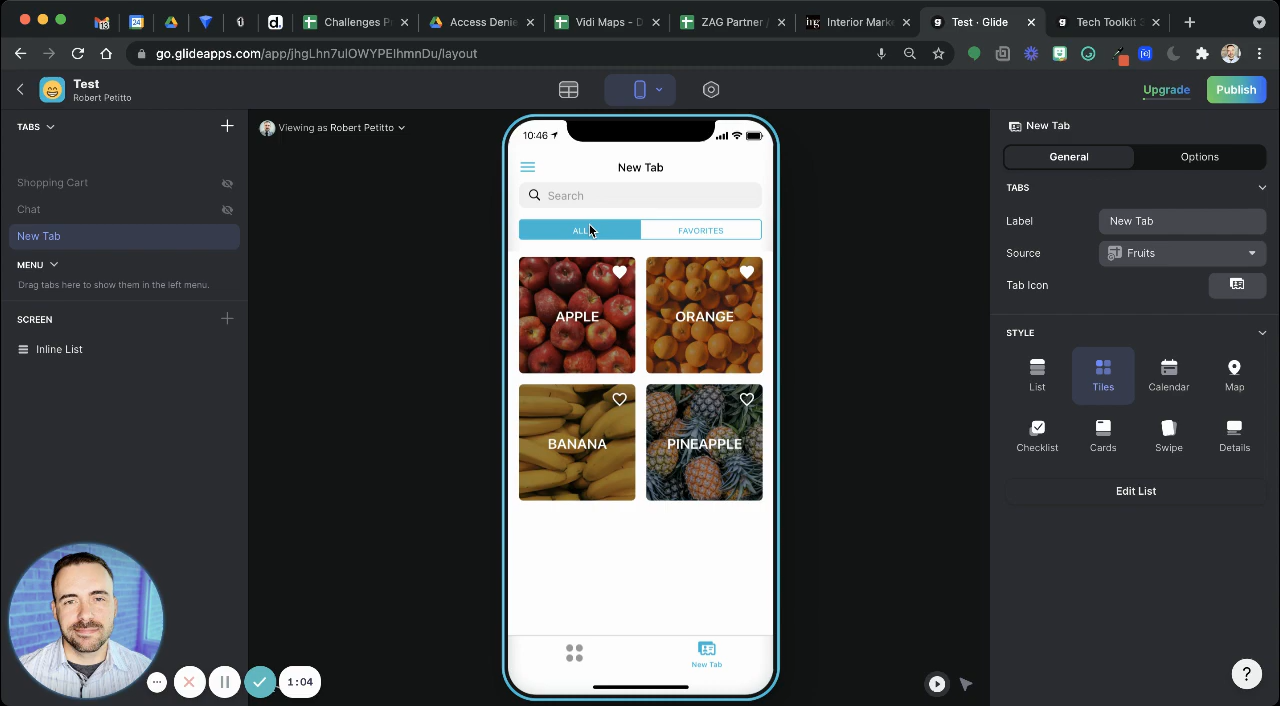 Challenges P
Access Denie
Vidi Maps - D
ZAG Partner /
Interior Marke
Test · Glide
Tech Toolkit
go.glideapps.com/app/jhgLhn7ulOWYPEIhmnDu/layout
Test
Robert Petitto
Upgrade
Publish
TABS
Shopping Cart
Chat
New Tab
MENU
Drag tabs here to show them in the left menu.
SCREEN
Inline List
Viewing as Robert Petitto
10:46
New Tab
Search
ALL
FAVORITES
APPLE
ORANGE
BANANA
PINEAPPLE
New Tab
New Tab
General
Options
TABS
Label
New Tab
Source
Fruits
Tab Icon
STYLE
List
Tiles
Calendar
Map
Checklist
Cards
Swipe
Details
Edit List
1:04
?